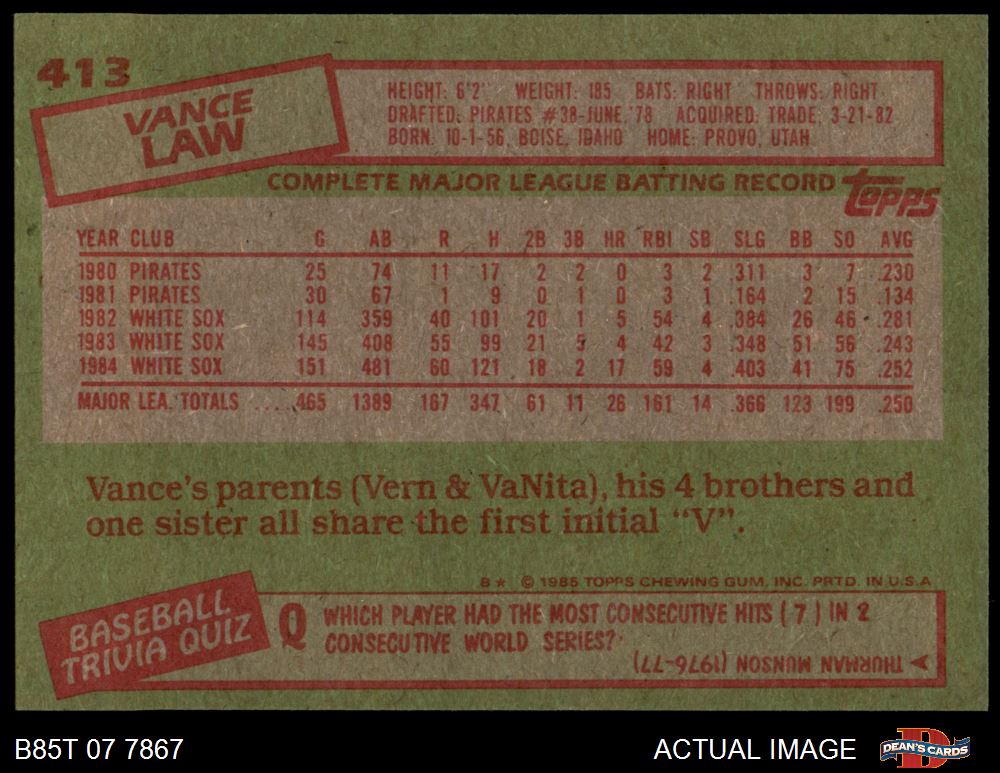 413
VANCE
LAW
HEIGHT: 6'2" WEIGHT: 185 BATS: RIGHT THROWS: RIGHT
DRAFTED: PIRATES #38-JUNE, '78 ACQUIRED: TRADE, 3-21-82
BORN: 10-1-56, BOISE, IDAHO HOME: PROVO, UTAH
COMPLETE MAJOR LEAGUE BATTING RECORD
TOPPS
YEAR CLUB G AB R H 2B 3B HR RBI SB SLG BB SO AVG
1980 PIRATES 25 74 11 17 2 2 0 3 2 .311 3 7 .230
1981 PIRATES 30 67 1 9 0 1 0 3 1 .164 2 15 .134
1982 WHITE SOX 114 359 40 101 20 1 5 54 4 .384 26 46 .281
1983 WHITE SOX 145 408 55 99 21 5 4 42 3 .348 51 56 .243
1984 WHITE SOX 151 481 60 121 18 2 17 59 4 .403 41 75 .252
MAJOR LEA. TOTALS .... 465 1389 167 347 61 11 26 161 14 .366 123 199 .250
Vance's parents (Vern & VaNita), his 4 brothers and
one sister all share the first initial "V".
B* © 1985 TOPPS CHEWING GUM, INC. PRTD. IN U.S.A
BASEBALL
TRIVIA QUIZ
Q WHICH PLAYER HAD THE MOST CONSECUTIVE HITS (7) IN 2
CONSECUTIVE WORLD SERIES?
THURMAN MUNSON (1976-77)
B85T 07 7867
ACTUAL IMAGE
DEAN'S CARDS